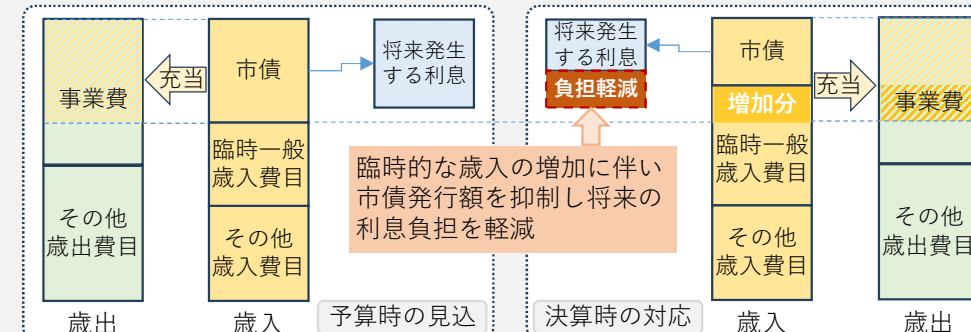 事業費
その他
歳出費目
歳出
充当
市債
臨時一般
歳入費目
その他
歳入費目
歳入
将来発生
する利息
予算時の見込
臨時的な歳入の増加に伴い
市債発行額を抑制し将来の
利息負担を軽減
将来発生
する利息
負担軽減
決算時の対応
市債
増加分
臨時一般
歳入費目
その他
歳入費目
歳入
充当
事業費
その他
歳出費目
歳出